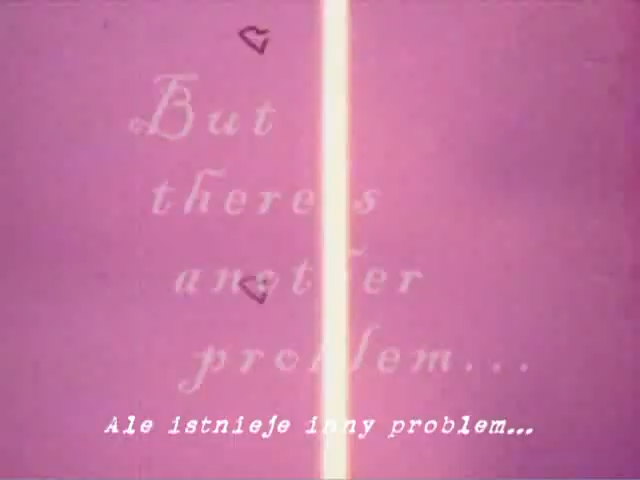 But
there's
another
problem...
Ale istnieje inny problem...